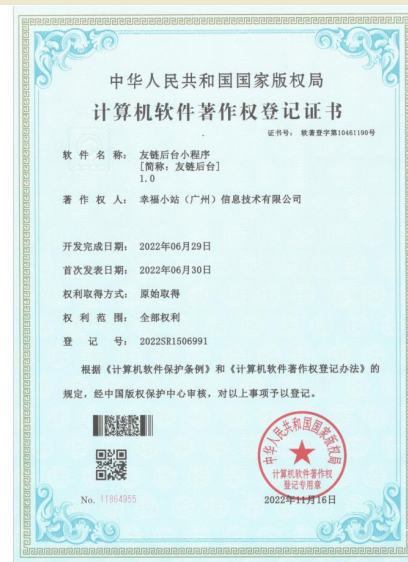 中华人民共和国国家版权局
计算机软件著作权登记证书
证书号： 软著登字第10461190号
软 件 名 称： 友链后台小程序
[简称：友链后台]
1.0
著 作 权 人： 幸福小站（广州）信息技术有限公司
开发完成日期： 2022年06月29日
首次发表日期： 2022年06月30日
权利取得方式： 原始取得
权 利 范 围： 全部权利
登 记 号： 2022SR1506991
根据《计算机软件保护条例》和《计算机软件著作权登记办法》的
规定，经中国版权保护中心审核，对以上事项予以登记。
中华人民共和国国家版权局
计算机软件著作权
登记专用章
No. 11864955
2022年11月16日